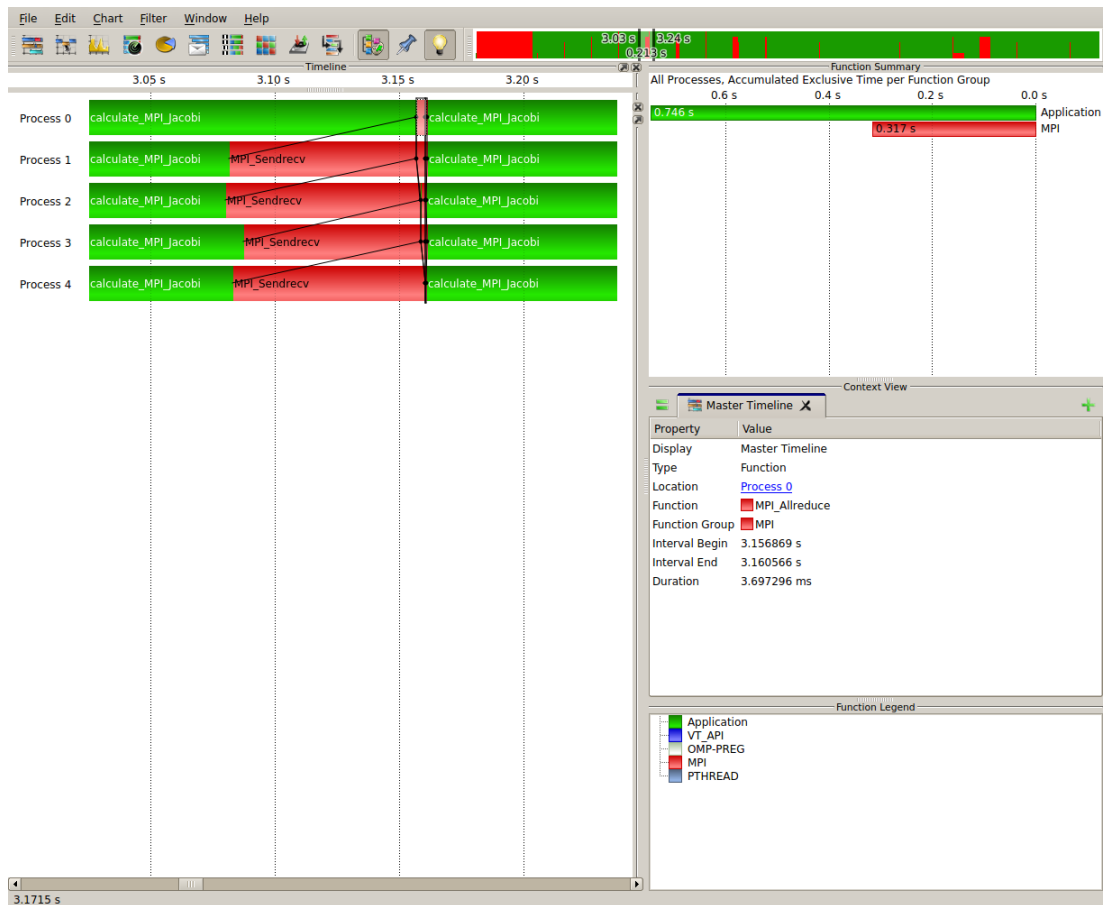 File Edit Chart Filter Window Help
3.03 s 3.24 s
0.213 s
Timeline
3.05 s 3.10 s 3.15 s 3.20 s
Process 0 calculate_MPI_Jacobi calculate_MPI_Jacobi
Process 1 calculate_MPI_Jacobi MPI_Sendrecv calculate_MPI_Jacobi
Process 2 calculate_MPI_Jacobi MPI_Sendrecv calculate_MPI_Jacobi
Process 3 calculate_MPI_Jacobi MPI_Sendrecv calculate_MPI_Jacobi
Process 4 calculate_MPI_Jacobi MPI_Sendrecv calculate_MPI_Jacobi
3.1715 s
Function Summary
All Processes, Accumulated Exclusive Time per Function Group
0.6 s 0.4 s 0.2 s 0.0 s
0.746 s Application
0.317 s MPI
Context View
Master Timeline
Property Value
Display Master Timeline
Type Function
Location Process 0
Function MPI_Allreduce
Function Group MPI
Interval Begin 3.156869 s
Interval End 3.160566 s
Duration 3.697296 ms
Function Legend
Application
VT_API
OMP-PREG
MPI
PTHREAD